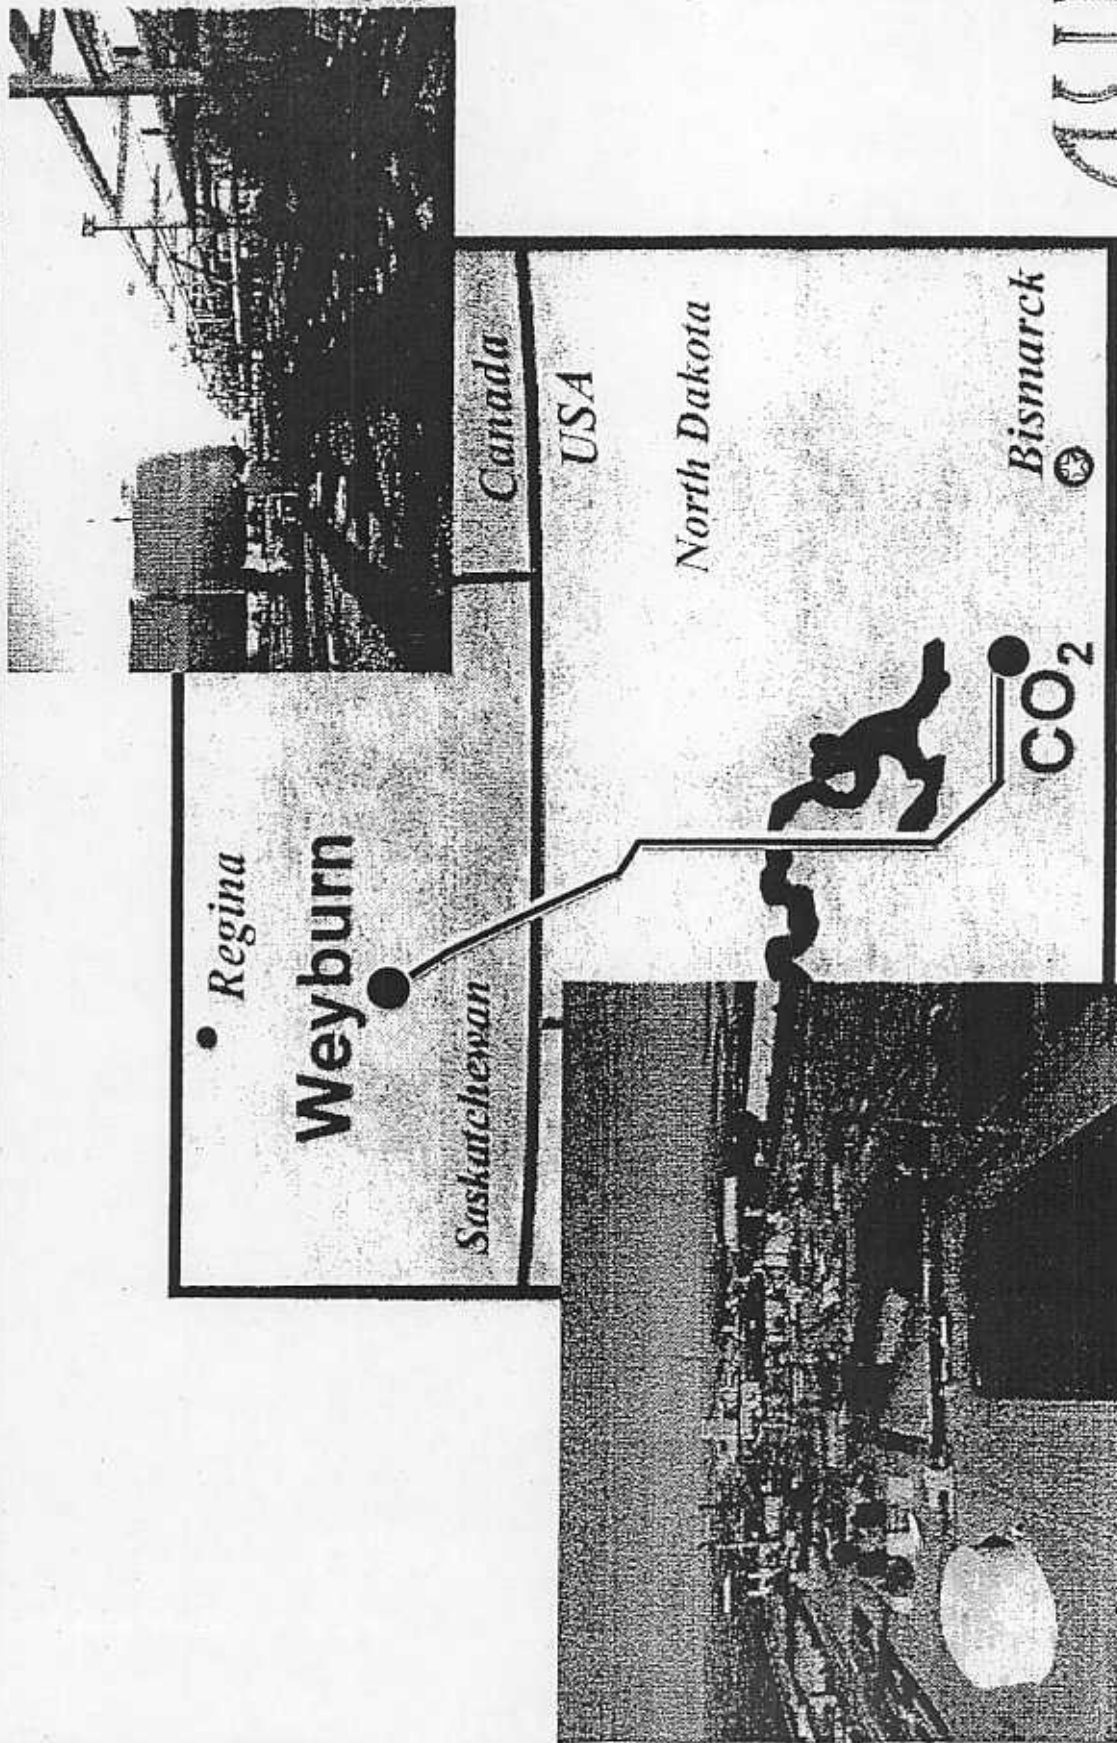 Regina
Weyburn
Saskatchewan
Canada
USA
North Dakota
Bismarck
CO2